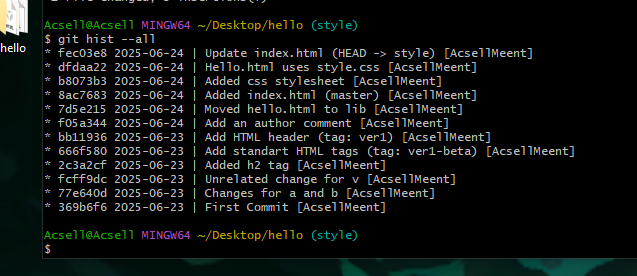 hello
Acsell@Acsell MINGW64 ~/Desktop/hello (style)
$ git hist --all
* fec03e8 2025-06-24 | Update index.html (HEAD -> style) [AcsellMeent]
* dfdaa22 2025-06-24 | Hello.html uses style.css [AcsellMeent]
* b8073b3 2025-06-24 | Added css stylesheet [AcsellMeent]
* 8ac7683 2025-06-24 | Added index.html (master) [AcsellMeent]
* 7d5e215 2025-06-24 | Moved hello.html to lib [AcsellMeent]
* f05a344 2025-06-24 | Add an author comment [AcsellMeent]
* bb11936 2025-06-23 | Add HTML header (tag: ver1) [AcsellMeent]
* 666f580 2025-06-23 | Add standart HTML tags (tag: ver1-beta) [AcsellMeent]
* 2c3a2cf 2025-06-23 | Added h2 tag [AcsellMeent]
* fcff9dc 2025-06-23 | Unrelated change for v [AcsellMeent]
* 77e640d 2025-06-23 | Changes for a and b [AcsellMeent]
* 369b6f6 2025-06-23 | First Commit [AcsellMeent]
Acsell@Acsell MINGW64 ~/Desktop/hello (style)
$